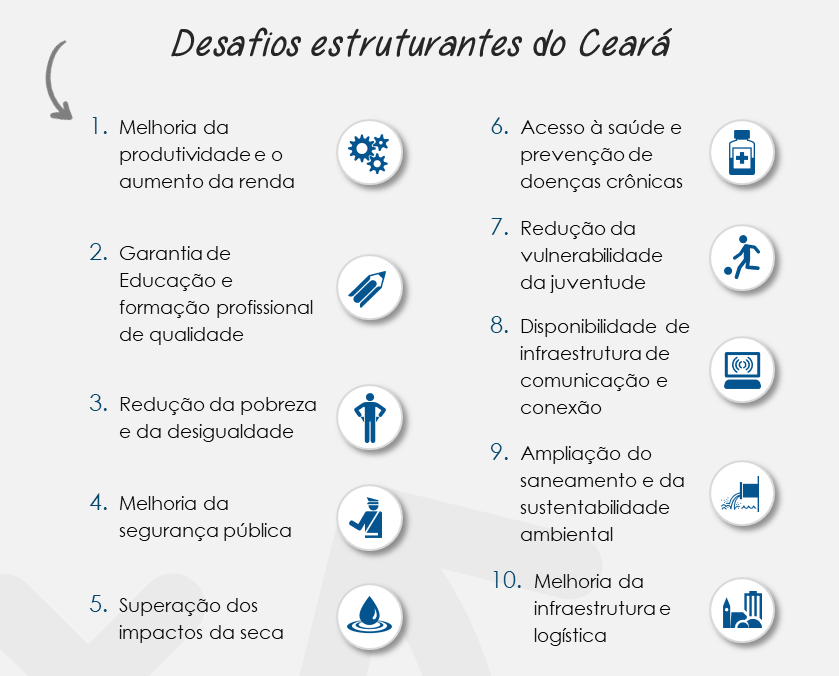 Desafios estruturantes do Ceará
1. Melhoria da
produtividade e o
aumento da renda
2. Garantia de
Educação e
formação profissional
de qualidade
3. Redução da pobreza
e da desigualdade
4. Melhoria da
segurança pública
5. Superação dos
impactos da seca
6. Acesso à saúde e
prevenção de
doenças crônicas
7. Redução da
vulnerabilidade
da juventude
8. Disponibilidade de
infraestrutura de
comunicação e
conexão
9. Ampliação do
saneamento e da
sustentabilidade
ambiental
10. Melhoria da
infraestrutura e
logística